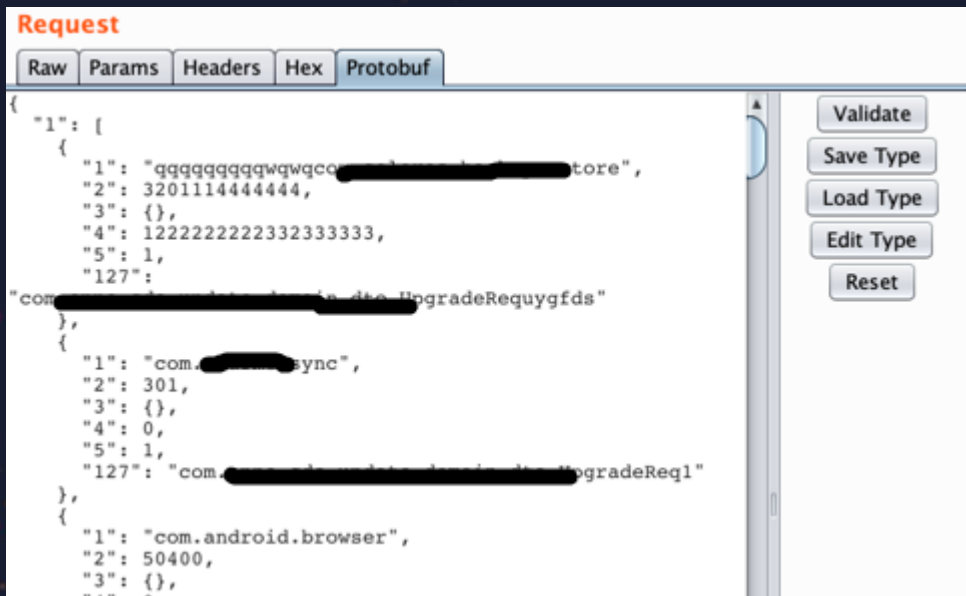 Request
Raw Params Headers Hex Protobuf
{
"1": [
{
"1": "qqqqqqqqqwqwqco tore",
"2": 3201114444444,
"3": {},
"4": 1222222222332333333,
"5": 1,
"127":
"com UpgradeRequygfds"
},
{
"1": "com. sync",
"2": 301,
"3": {},
"4": 0,
"5": 1,
"127": "com. pgradeReq1"
},
{
"1": "com.android.browser",
"2": 50400,
"3": {},
Validate
Save Type
Load Type
Edit Type
Reset